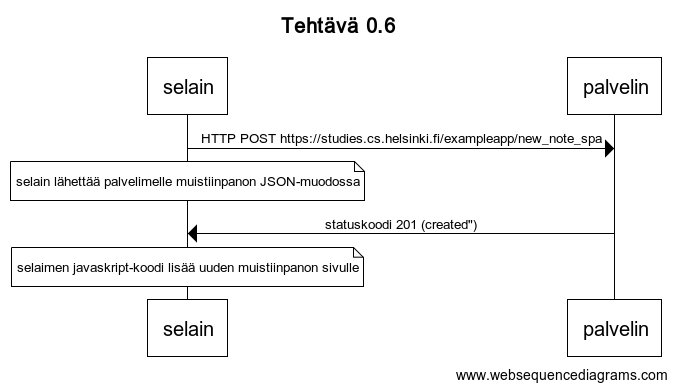 Tehtävä 0.6
selain
palvelin
HTTP POST https://studies.cs.helsinki.fi/exampleapp/new_note_spa
selain lähettää palvelimelle muistiinpanon JSON-muodossa
statuskoodi 201 (created")
selaimen javaskript-koodi lisää uuden muistiinpanon sivulle
selain
palvelin
www.websequencediagrams.com